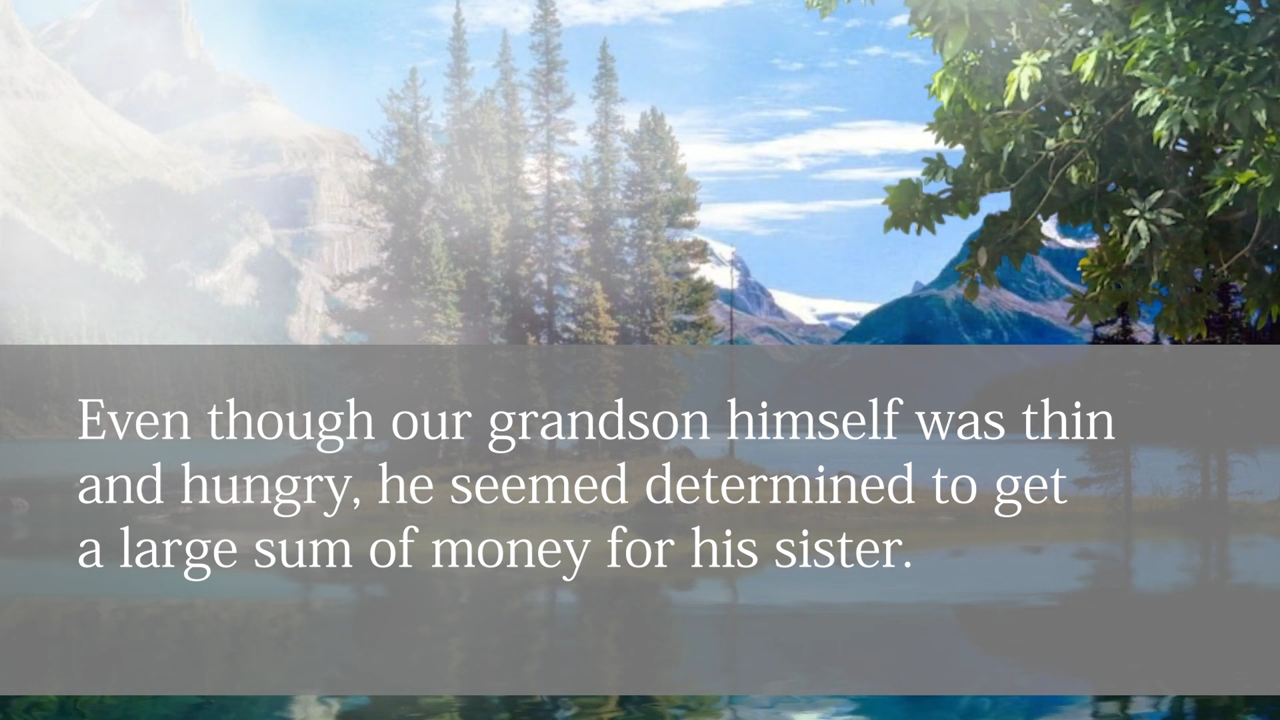 Even though our grandson himself was thin
and hungry, he seemed determined to get
a large sum of money for his sister.